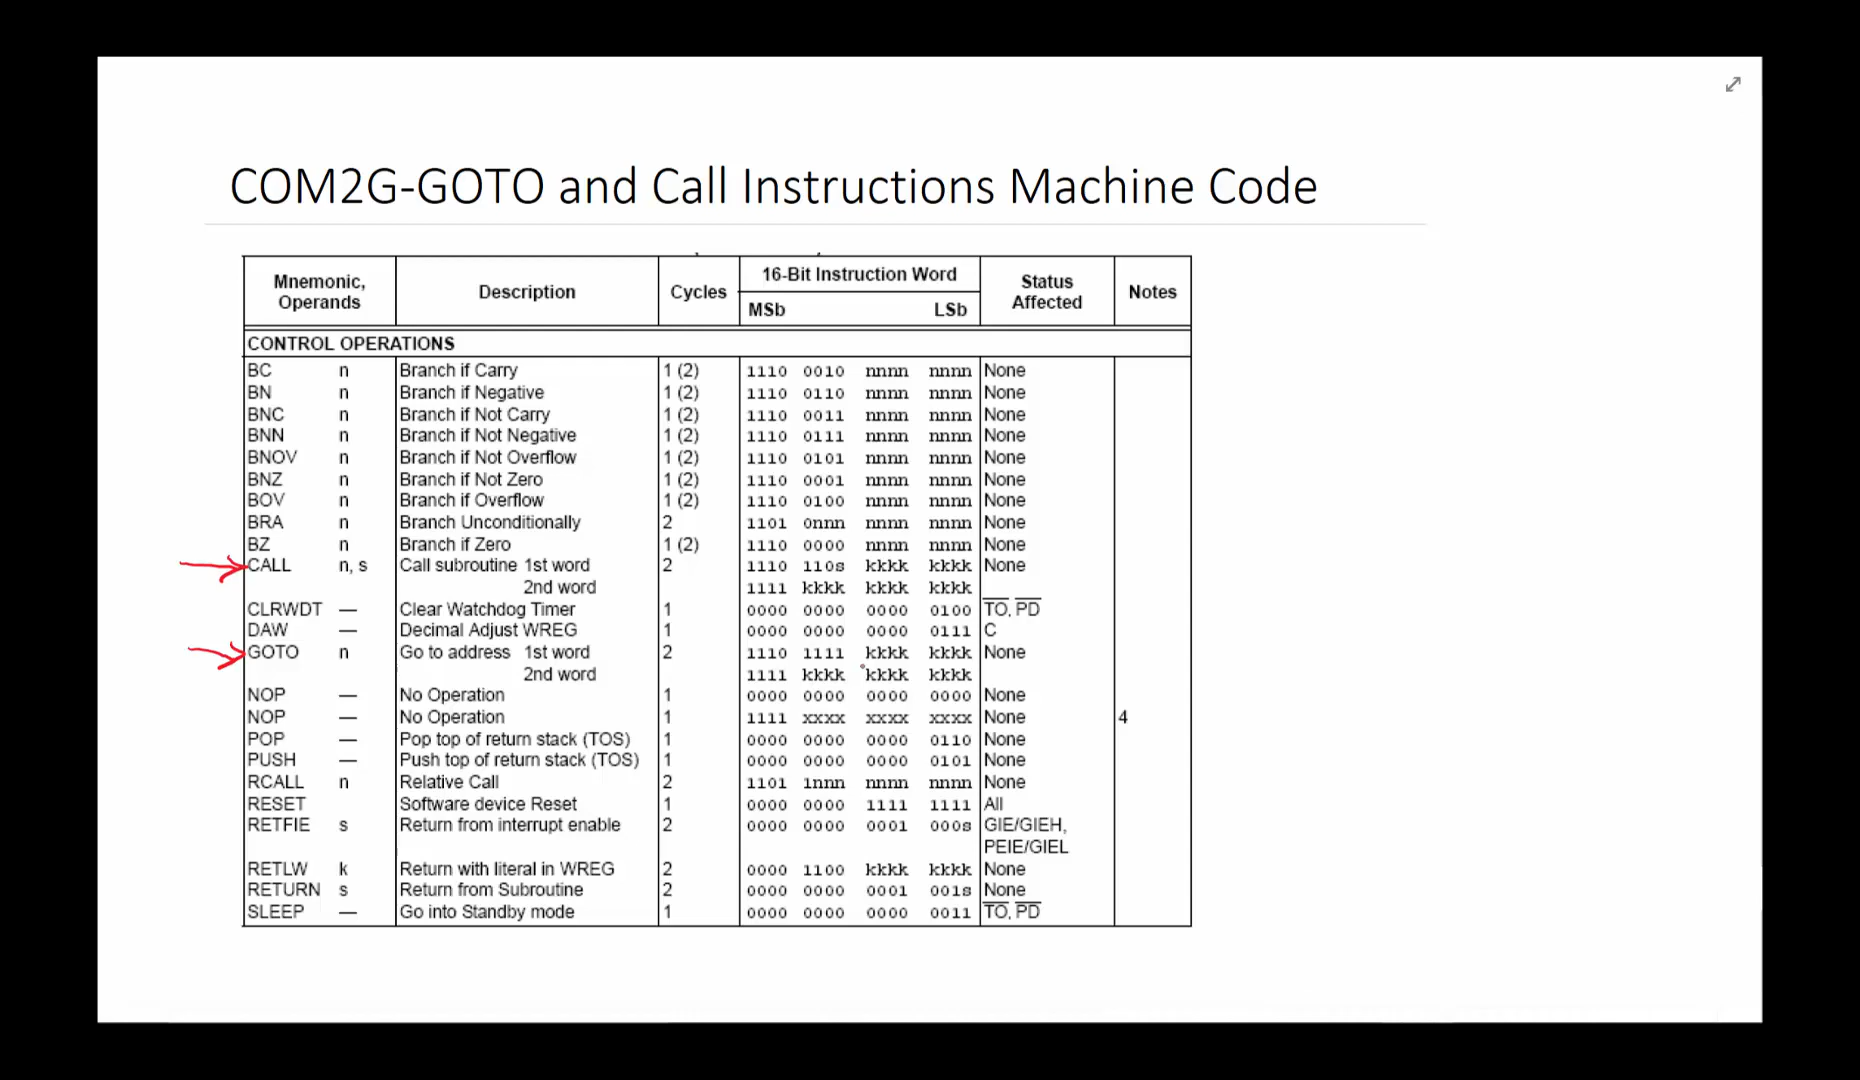 COM2G-GOTO and Call Instructions Machine Code
Mnemonic, Operands Description Cycles 16-Bit Instruction Word Status Affected Notes
MSb LSb
CONTROL OPERATIONS
BC n Branch if Carry 1 (2) 1110 0010 nnnn nnnn None
BN n Branch if Negative 1 (2) 1110 0110 nnnn nnnn None
BNC n Branch if Not Carry 1 (2) 1110 0011 nnnn nnnn None
BNN n Branch if Not Negative 1 (2) 1110 0111 nnnn nnnn None
BNOV n Branch if Not Overflow 1 (2) 1110 0101 nnnn nnnn None
BNZ n Branch if Not Zero 1 (2) 1110 0001 nnnn nnnn None
BOV n Branch if Overflow 1 (2) 1110 0100 nnnn nnnn None
BRA n Branch Unconditionally 2 1101 0nnn nnnn nnnn None
BZ n Branch if Zero 1 (2) 1110 0000 nnnn nnnn None
CALL n, s Call subroutine 1st word 2 1110 110s kkkk kkkk None
2nd word 1111 kkkk kkkk kkkk
CLRWDT — Clear Watchdog Timer 1 0000 0000 0000 0100 T̅O̅, P̅D̅
DAW — Decimal Adjust WREG 1 0000 0000 0000 0111 C
GOTO n Go to address 1st word 2 1110 1111 kkkk kkkk None
2nd word 1111 kkkk kkkk kkkk
NOP — No Operation 1 0000 0000 0000 0000 None
NOP — No Operation 1 1111 xxxx xxxx xxxx None 4
POP — Pop top of return stack (TOS) 1 0000 0000 0000 0110 None
PUSH — Push top of return stack (TOS) 1 0000 0000 0000 0101 None
RCALL n Relative Call 2 1101 1nnn nnnn nnnn None
RESET Software device Reset 1 0000 0000 1111 1111 All
RETFIE s Return from interrupt enable 2 0000 0000 0001 000s GIE/GIEH,
PEIE/GIEL
RETLW k Return with literal in WREG 2 0000 1100 kkkk kkkk None
RETURN s Return from Subroutine 2 0000 0000 0001 001s None
SLEEP — Go into Standby mode 1 0000 0000 0000 0011 T̅O̅, P̅D̅